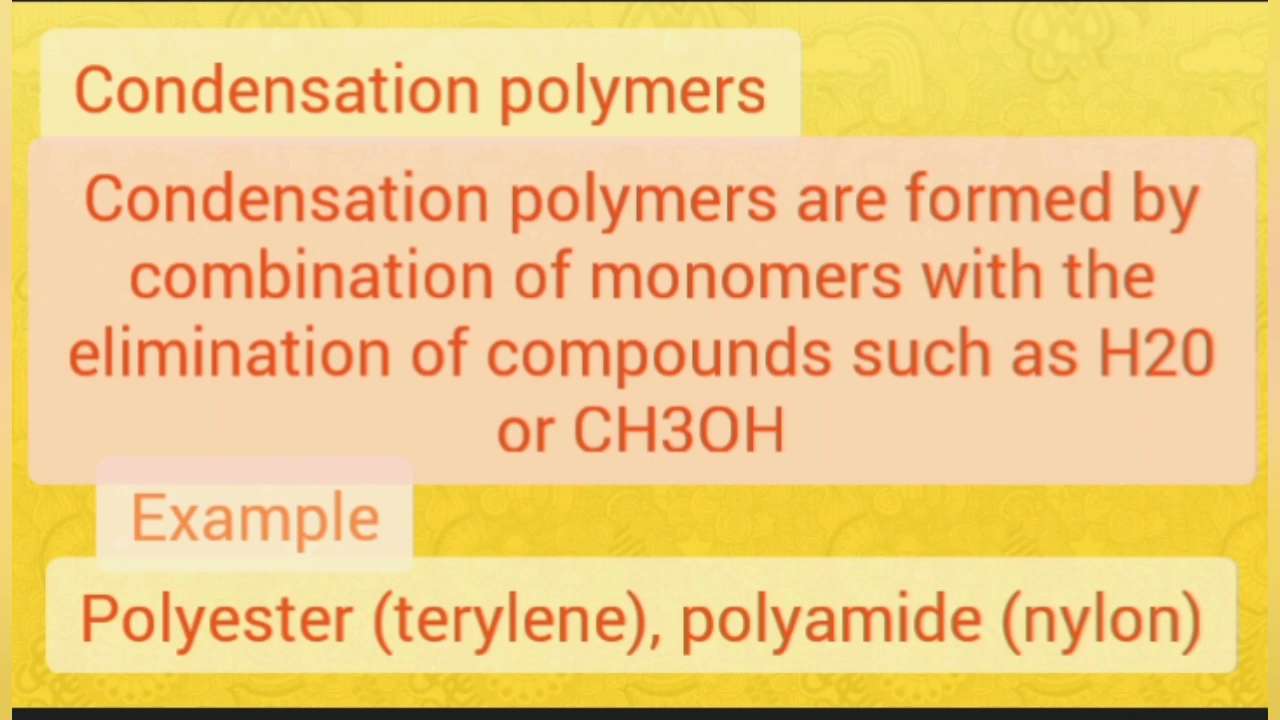 Condensation polymers
Condensation polymers are formed by
combination of monomers with the
elimination of compounds such as H20
or CH3OH
Example
Polyester (terylene), polyamide (nylon)